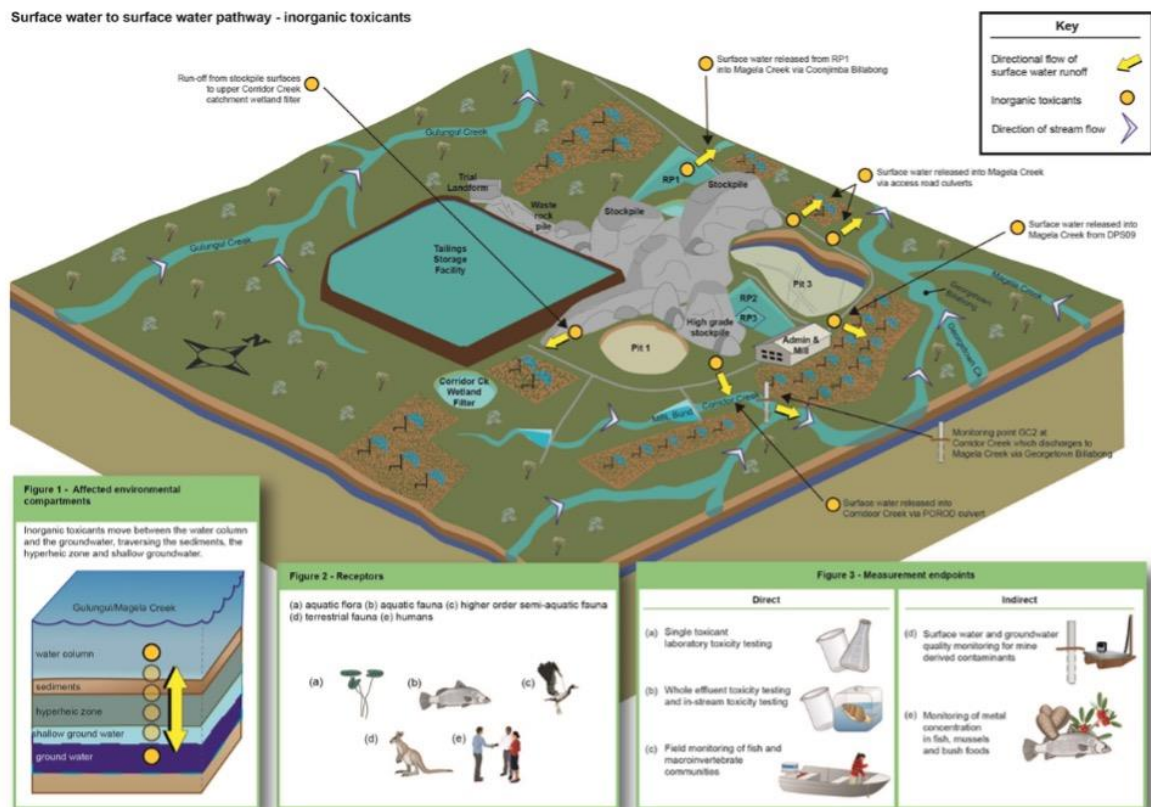 Surface water to surface water pathway - inorganic toxicants
Key
Directional flow of
surface water runoff
Inorganic toxicants
Direction of stream flow
Run-off from stockpile surfaces
to upper Corridor Creek
catchment wetland filter
Surface water released from RP1
into Magela Creek via Coonjimba Billabong
Surface water released into Magela Creek
via access road culverts
Surface water released into
Magela Creek from DPS09
Gulungul Creek
Gulungul Creek
RP1
Stockpile
Trial
Landform
Waste
rock
pile
Stockpile
Tailings
Storage
Facility
Pit 3
Magela Creek
Georgetown
Billabong
Georgetown Ck
RP2
RP3
High grade
stockpile
Admin &
Mill
Pit 1
Corridor Ck
Wetland
Filter
Bund
Corridor Creek
Monitoring point GC2 at
Corridor Creek which discharges to
Magela Creek via Georgetown Billabong
Surface water released into
Corridoor Creek via POROD culvert
Figure 1 - Affected environmental
compartments
Inorganic toxicants move between the water column
and the groundwater, traversing the sediments, the
hyperheic zone and shallow groundwater.
Gulungul/Magela Creek
water column
sediments
hyperheic zone
shallow ground water
ground water
Figure 2 - Receptors
(a) aquatic flora (b) aquatic fauna (c) higher order semi-aquatic fauna
(d) terrestrial fauna (e) humans
(a)
(b)
(c)
(d)
(e)
Figure 3 - Measurement endpoints
Direct
(a) Single toxicant
laboratory toxicity testing
(b) Whole effluent toxicity testing
and in-stream toxicity testing
(c) Field monitoring of fish and
macroinvertebrate
communities
Indirect
(d) Surface water and groundwater
quality monitoring for mine
derived contaminants
(e) Monitoring of metal
concentration
in fish, mussels
and bush foods